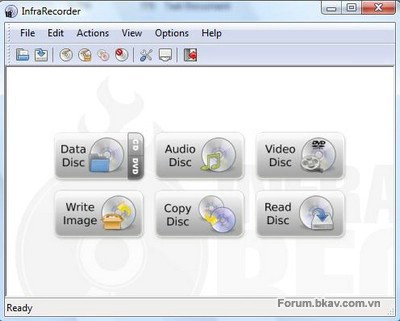 InfraRecorder
File Edit Actions View Options Help
Data Disc
CD DVD
Audio Disc
Video Disc
DVD
Write Image
Copy Disc
Read Disc
Ready
Forum.bkav.com.vn